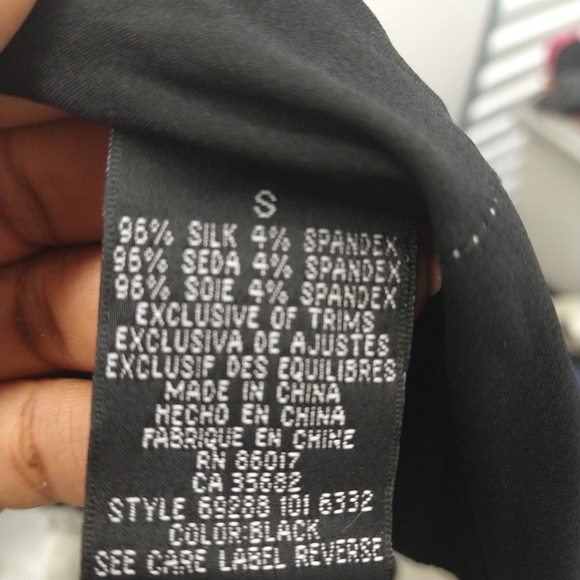 S
96% SILK 4% SPANDEX
96% SEDA 4% SPANDEX
96% SOIE 4% SPANDEX
EXCLUSIVE OF TRIMS
EXCLUSIVA DE AJUSTES
EXCLUSIF DES EQUILIBRES
MADE IN CHINA
HECHO EN CHINA
FABRIQUE EN CHINE
RN 86017
CA 35682
STYLE 69288 101 6332
COLOR:BLACK
SEE CARE LABEL REVERSE